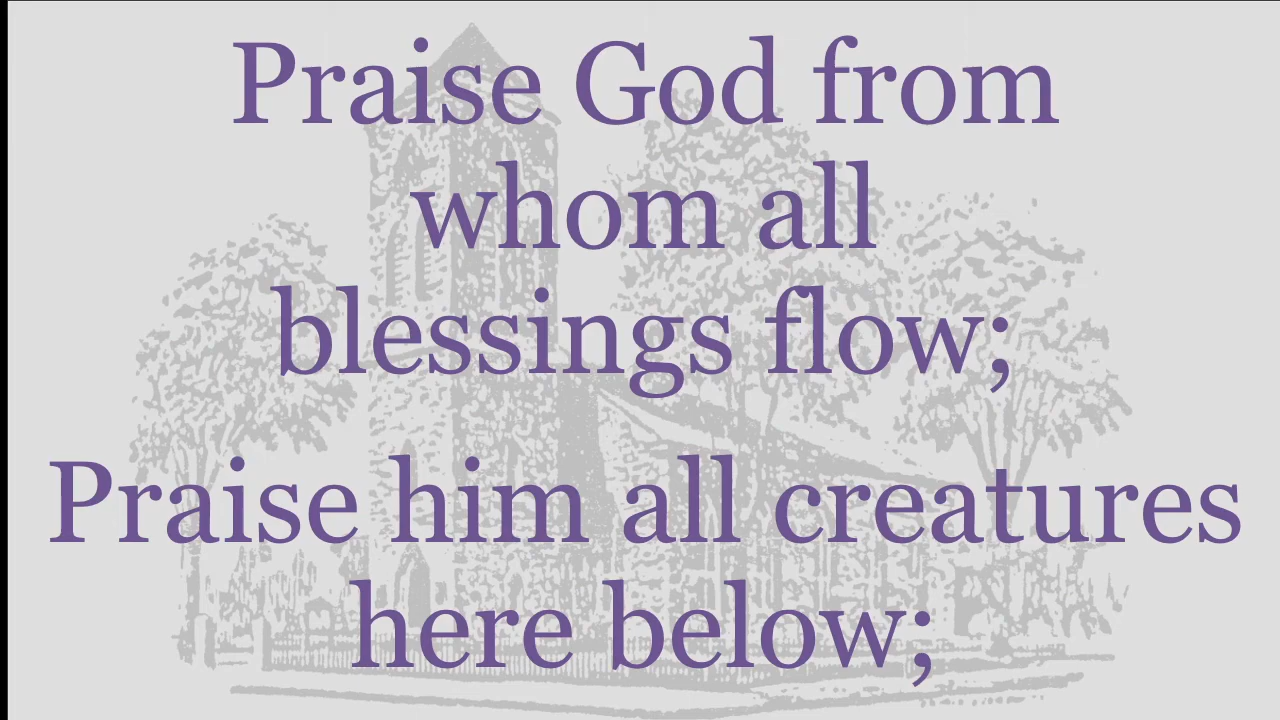 Praise God from
whom all
blessings flow;
Praise him all creatures
here below;